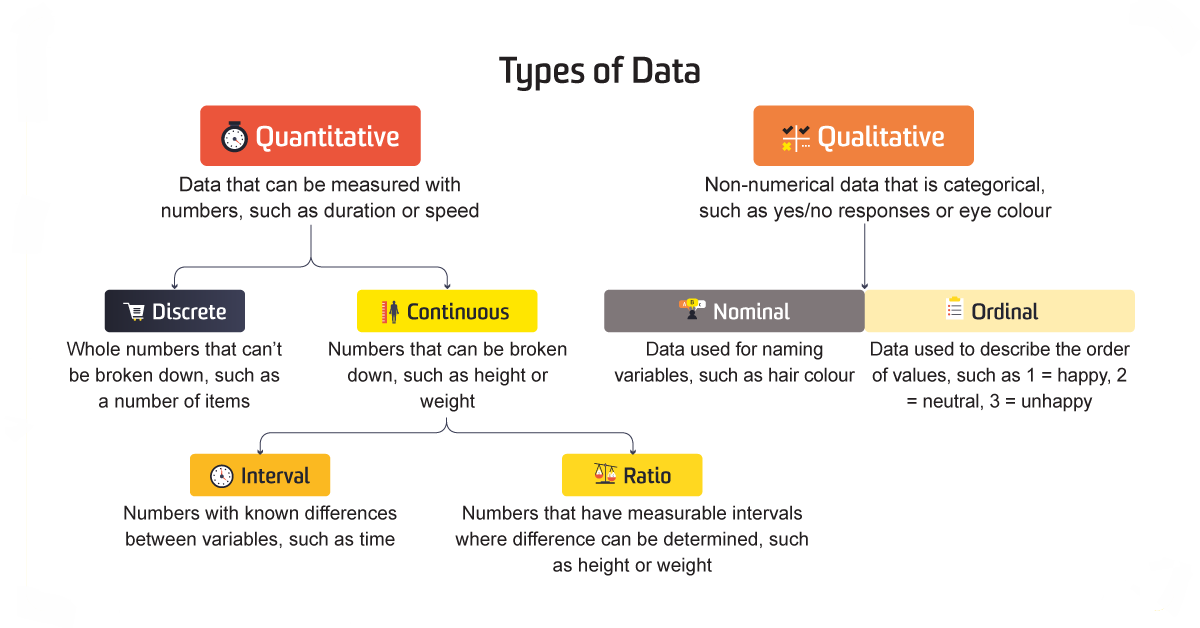 Types of Data
Quantitative
Data that can be measured with
numbers, such as duration or speed
Qualitative
Non-numerical data that is categorical,
such as yes/no responses or eye colour
Discrete
Whole numbers that can't
be broken down, such as
a number of items
Continuous
Numbers that can be broken
down, such as height or
weight
Nominal
Data used for naming
variables, such as hair colour
Ordinal
Data used to describe the order
of values, such as 1 = happy, 2
= neutral, 3 = unhappy
Interval
Numbers with known differences
between variables, such as time
Ratio
Numbers that have measurable intervals
where difference can be determined, such
as height or weight